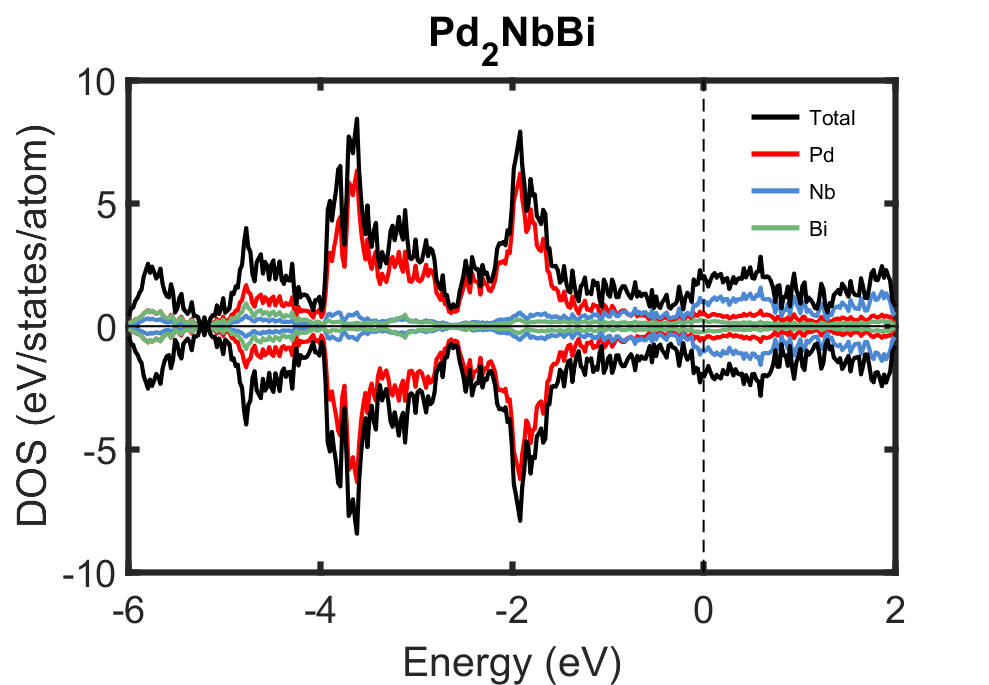 Pd2NbBi
10
5
0
-5
-10
DOS (eV/states/atom)
Total
Pd
Nb
Bi
-6 -4 -2 0 2
Energy (eV)